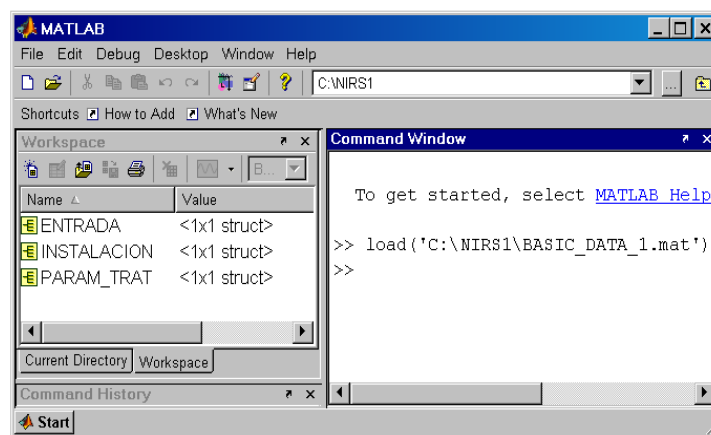 MATLAB
File Edit Debug Desktop Window Help
C:\NIRS1
...
Shortcuts How to Add What's New
Workspace
B...
Name Value
ENTRADA <1x1 struct>
INSTALACION <1x1 struct>
PARAM_TRAT <1x1 struct>
Current Directory Workspace
Command History
Start
Command Window
To get started, select MATLAB Help
>> load('C:\NIRS1\BASIC_DATA_1.mat')
>>